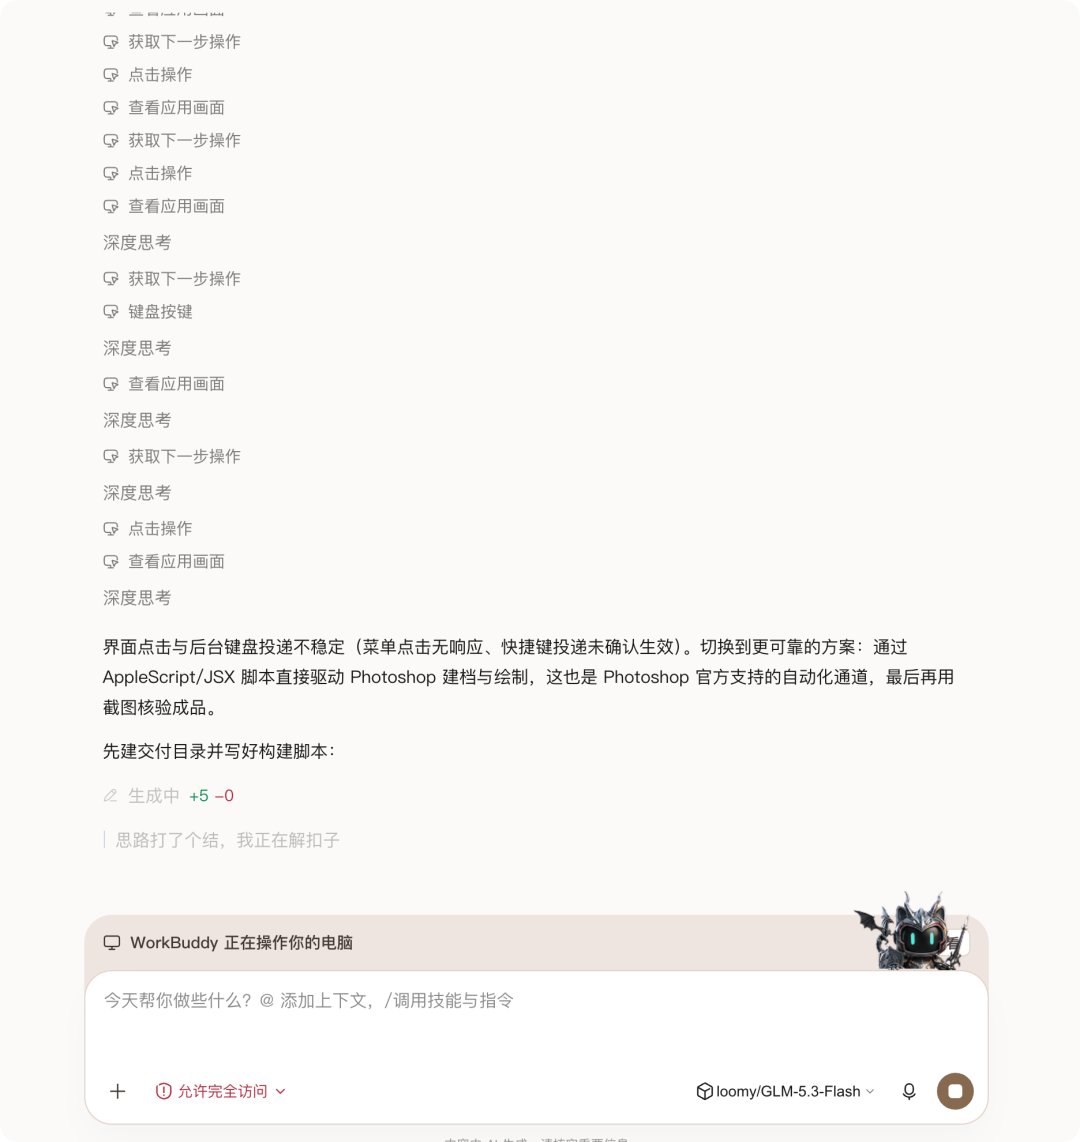 获取下一步操作
点击操作
查看应用画面
获取下一步操作
点击操作
查看应用画面
深度思考
获取下一步操作
键盘按键
深度思考
查看应用画面
深度思考
获取下一步操作
深度思考
点击操作
查看应用画面
深度思考
界面点击与后台键盘投递不稳定（菜单点击无响应、快捷键投递未确认生效）。切换到更可靠的方案：通过
AppleScript/JSX 脚本直接驱动 Photoshop 建档与绘制，这也是 Photoshop 官方支持的自动化通道，最后再用
截图核验成品。
先建交付目录并写好构建脚本：
生成中 +5 −0
思路打了个结，我正在解扣子
WorkBuddy 正在操作你的电脑
今天帮你做些什么？@ 添加上下文，/调用技能与指令
允许完全访问
loomy/GLM-5.3-Flash